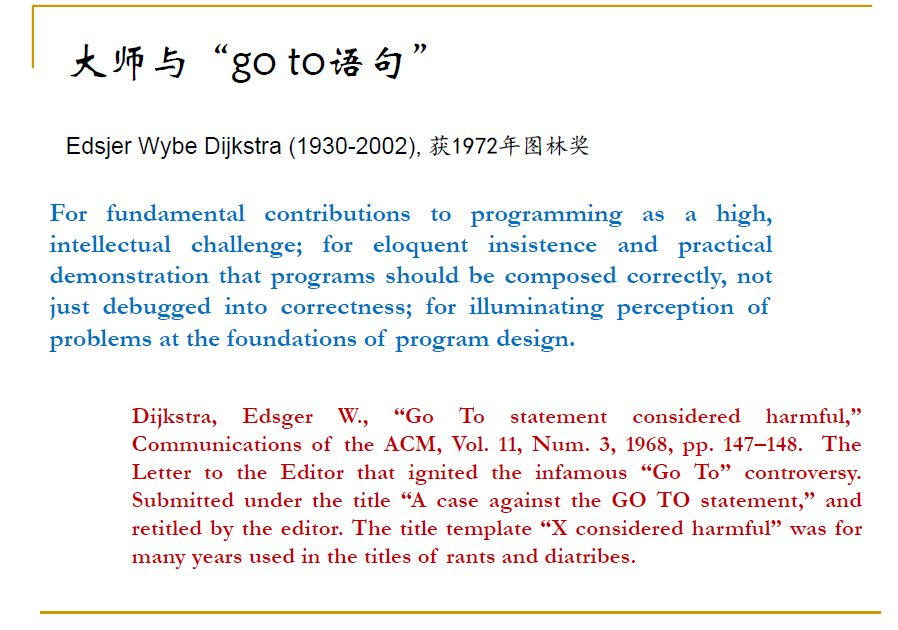 大师与“go to语句”
Edsjer Wybe Dijkstra (1930-2002), 获1972年图林奖
For fundamental contributions to programming as a high,
intellectual challenge; for eloquent insistence and practical
demonstration that programs should be composed correctly, not
just debugged into correctness; for illuminating perception of
problems at the foundations of program design.
Dijkstra, Edsger W., “Go To statement considered harmful,”
Communications of the ACM, Vol. 11, Num. 3, 1968, pp. 147–148. The
Letter to the Editor that ignited the infamous “Go To” controversy.
Submitted under the title “A case against the GO TO statement,” and
retitled by the editor. The title template “X considered harmful” was for
many years used in the titles of rants and diatribes.